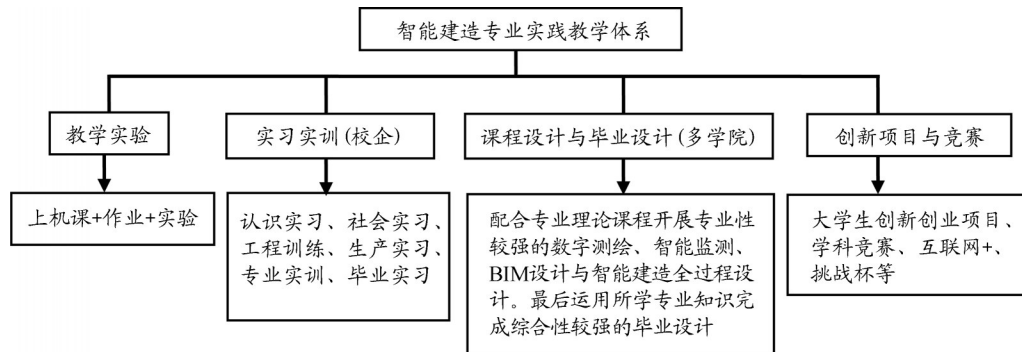 智能建造专业实践教学体系
教学实验
实习实训(校企)
课程设计与毕业设计(多学院)
创新项目与竞赛
上机课+作业+实验
认识实习、社会实习、
工程训练、生产实习、
专业实训、毕业实习
配合专业理论课程开展专业性
较强的数字测绘、智能监测、
BIM设计与智能建造全过程设
计。最后运用所学专业知识完
成综合性较强的毕业设计
大学生创新创业项目、
学科竞赛、互联网+、
挑战杯等